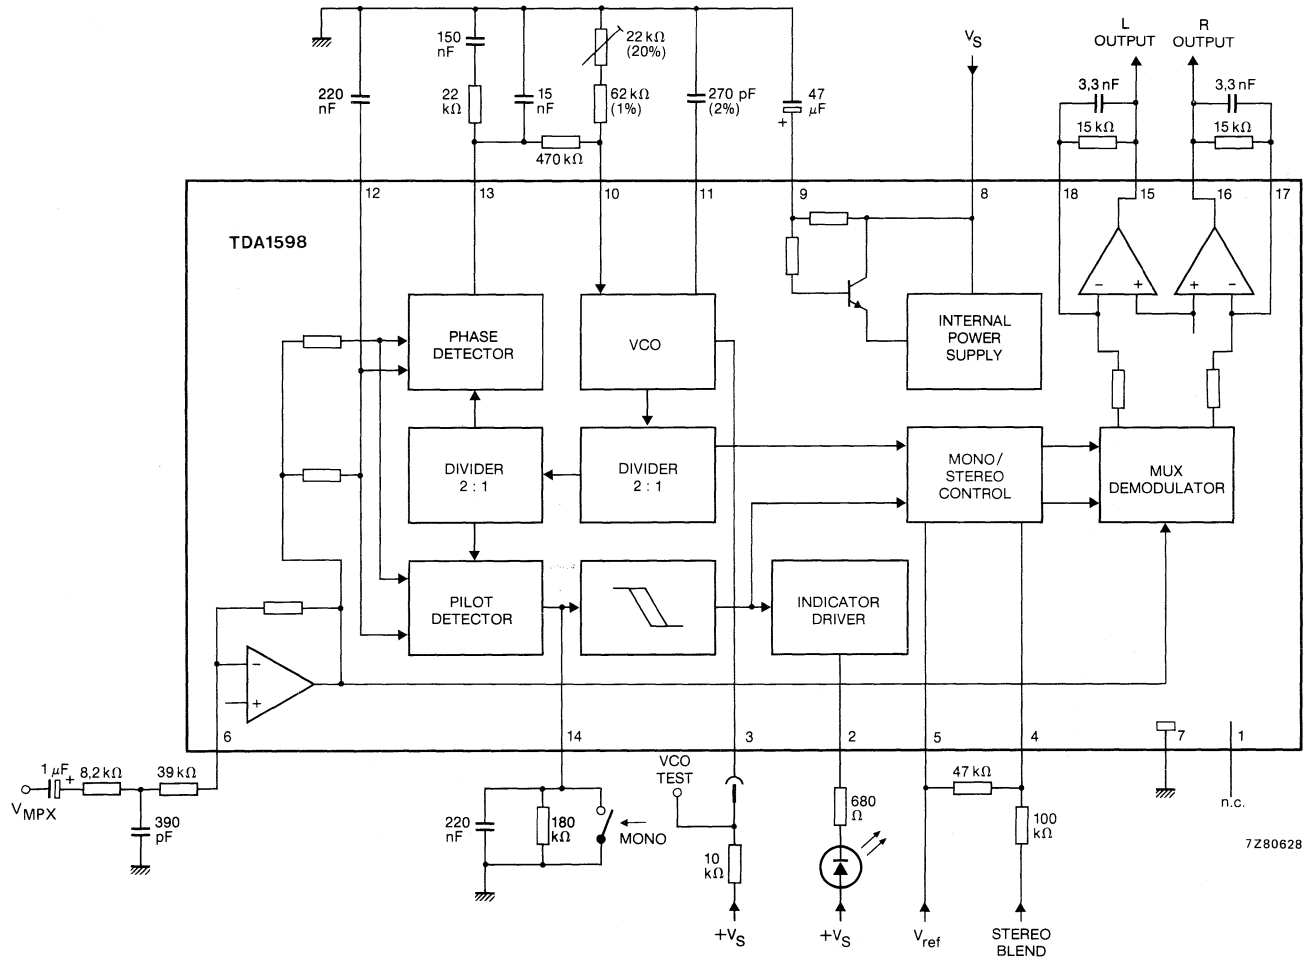 L
OUTPUT
R
OUTPUT
V_S
150
nF
22 kΩ
(20%)
220
nF
22
kΩ
15
nF
62 kΩ
(1%)
270 pF
(2%)
47
μF
+
3,3 nF
3,3 nF
15 kΩ
15 kΩ
470 kΩ
12
13
10
11
9
8
18
15
16
17
TDA1598
PHASE
DETECTOR
VCO
INTERNAL
POWER
SUPPLY
−
+
+
−
DIVIDER
2 : 1
DIVIDER
2 : 1
MONO/
STEREO
CONTROL
MUX
DEMODULATOR
PILOT
DETECTOR
INDICATOR
DRIVER
−
+
6
14
3
2
5
4
7
1
1 μF
+
8,2 kΩ
39 kΩ
V_MPX
390
pF
VCO
TEST
47 kΩ
n.c.
220
nF
180
kΩ
MONO
680
Ω
100
kΩ
10
kΩ
7Z80628
+V_S
+V_S
V_ref
STEREO
BLEND